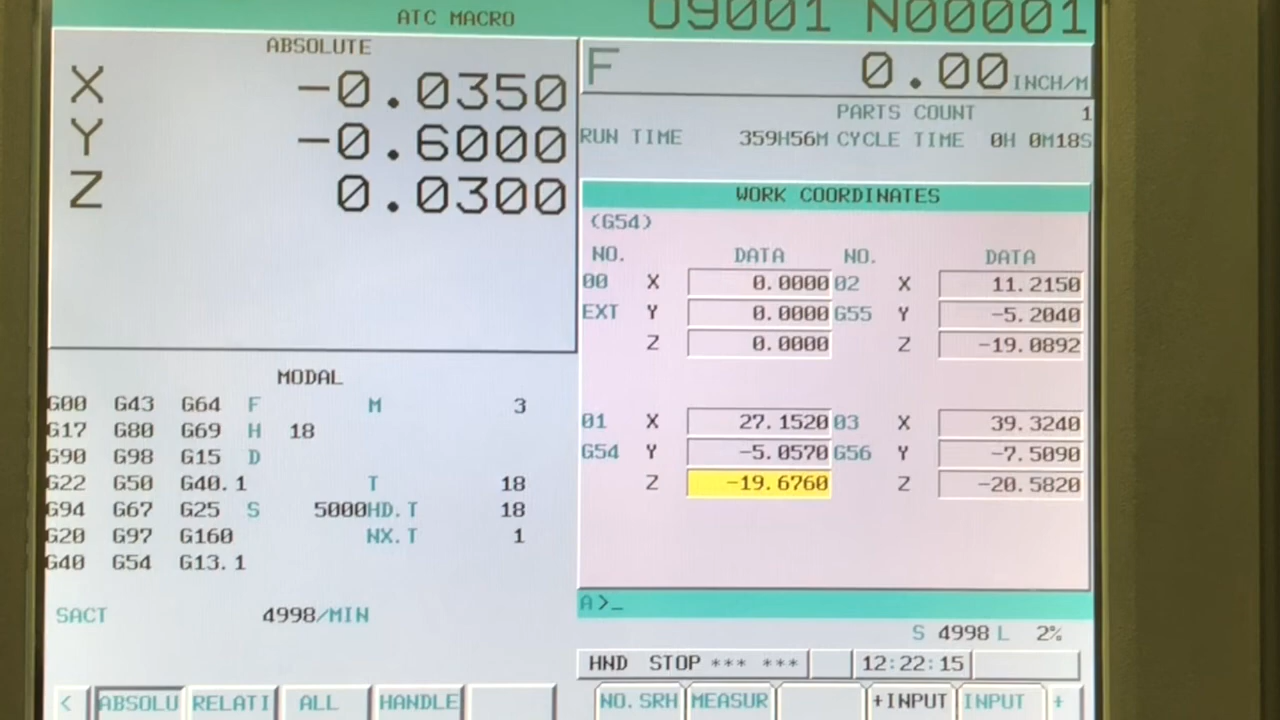 ATC MACRO O9001 N00001
ABSOLUTE
X -0.0350
Y -0.6000
Z 0.0300
F 0.00 INCH/M
PARTS COUNT 1
RUN TIME 359H56M CYCLE TIME 0H 0M18S
WORK COORDINATES
(G54)
NO. DATA NO. DATA
00 X 0.0000 02 X 11.2150
EXT Y 0.0000 G55 Y -5.2040
Z 0.0000 Z -19.0892
01 X 27.1520 03 X 39.3240
G54 Y -5.0570 G56 Y -7.5090
Z -19.6760 Z -20.5820
MODAL
G00 G43 G64 F M 3
G17 G80 G69 H 18
G90 G98 G15 D
G22 G50 G40.1 T 18
G94 G67 G25 S 5000 HD.T 18
G20 G97 G160 NX.T 1
G40 G54 G13.1
SACT 4998/MIN
A>_
S 4998 L 2%
HND STOP *** *** 12:22:15
< ABSOLU RELATI ALL HANDLE NO.SRH MEASUR +INPUT INPUT +